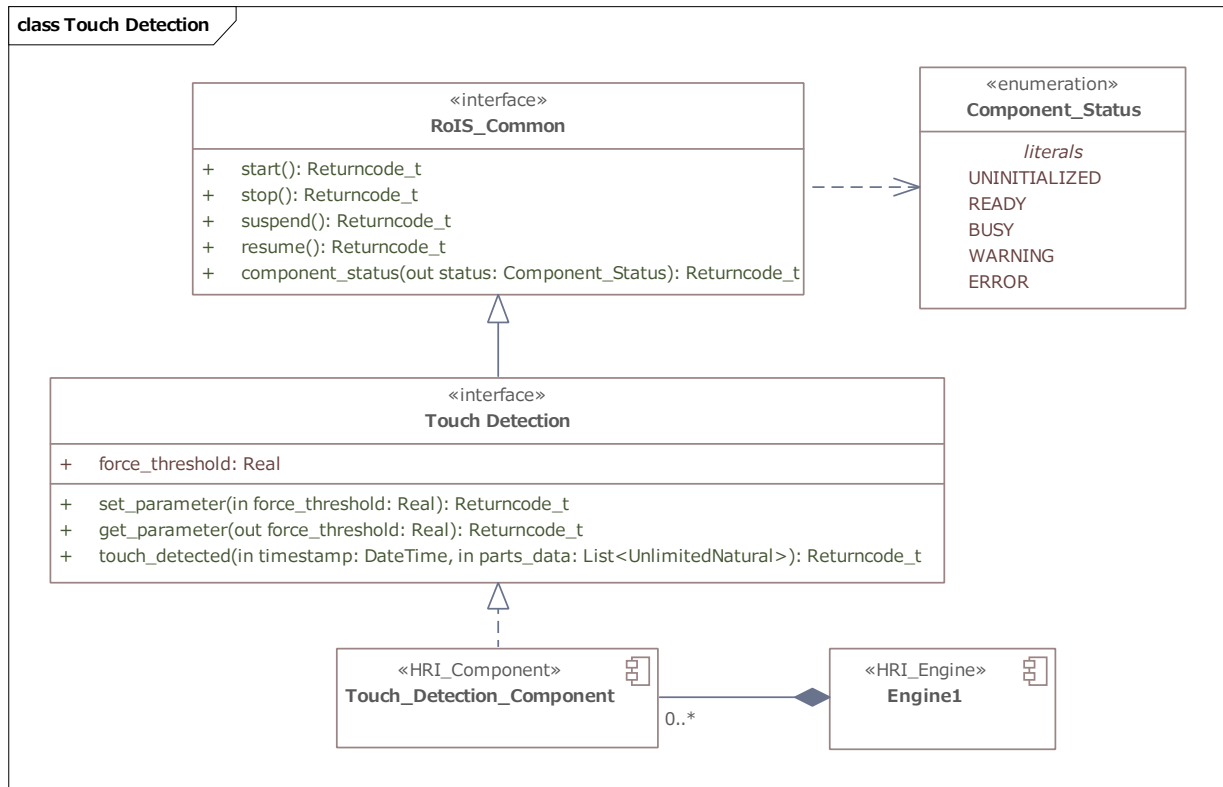 class Touch Detection
«interface»
RoIS_Common
+ start(): Returncode_t
+ stop(): Returncode_t
+ suspend(): Returncode_t
+ resume(): Returncode_t
+ component_status(out status: Component_Status): Returncode_t
«enumeration»
Component_Status
literals
UNINITIALIZED
READY
BUSY
WARNING
ERROR
«interface»
Touch Detection
+ force_threshold: Real
+ set_parameter(in force_threshold: Real): Returncode_t
+ get_parameter(out force_threshold: Real): Returncode_t
+ touch_detected(in timestamp: DateTime, in parts_data: List<UnlimitedNatural>): Returncode_t
«HRI_Component»
Touch_Detection_Component
0..*
«HRI_Engine»
Engine1